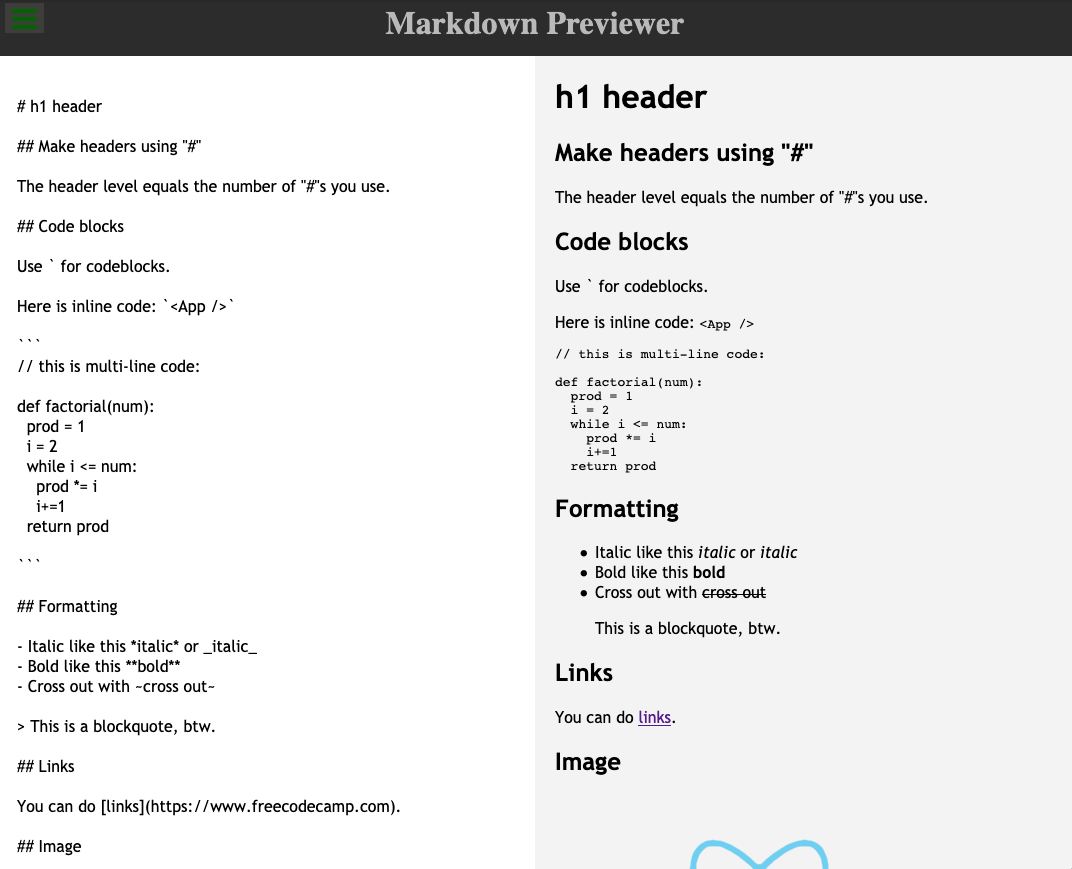 Markdown Previewer
# h1 header
## Make headers using "#"
The header level equals the number of "#"s you use.
## Code blocks
Use ` for codeblocks.
Here is inline code: `<App />`
```
// this is multi-line code:
def factorial(num):
  prod = 1
  i = 2
  while i <= num:
    prod *= i
    i+=1
  return prod
```
## Formatting
- Italic like this *italic* or _italic_
- Bold like this **bold**
- Cross out with ~cross out~
> This is a blockquote, btw.
## Links
You can do [links](https://www.freecodecamp.com).
## Image
h1 header
Make headers using "#"
The header level equals the number of "#"s you use.
Code blocks
Use ` for codeblocks.
Here is inline code: <App />
// this is multi-line code:
def factorial(num):
  prod = 1
  i = 2
  while i <= num:
    prod *= i
    i+=1
  return prod
Formatting
• Italic like this italic or italic
• Bold like this bold
• Cross out with cross out
This is a blockquote, btw.
Links
You can do links.
Image